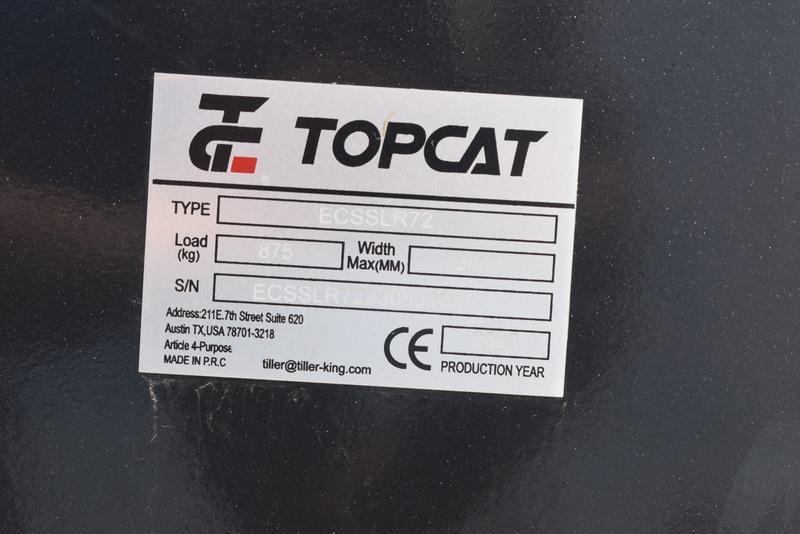 TOPCAT
TYPE ECSSLR72
Load (kg) 875 Width Max(MM)
S/N
Address:211E.7th Street Suite 620
Austin TX,USA 78701-3218
Article 4-Purpose
MADE IN P.R.C tiller@tiller-king.com
CE 2023
PRODUCTION YEAR